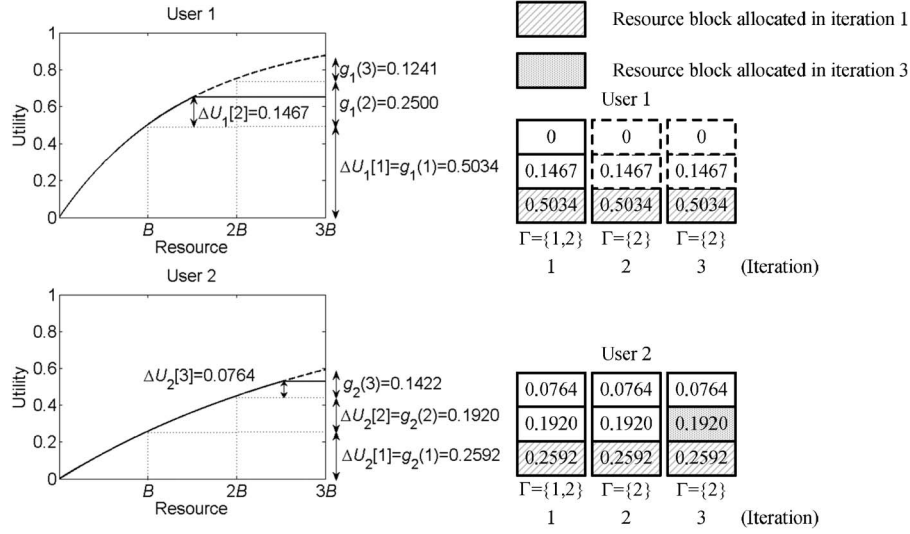 User 1
1
0.8
0.6
0.4
0.2
0
Utility
B
2B
3B
Resource
g1(3)=0.1241
g1(2)=0.2500
ΔU1[2]=0.1467
ΔU1[1]=g1(1)=0.5034
Resource block allocated in iteration 1
Resource block allocated in iteration 3
User 1
0 0 0
0.1467 0.1467 0.1467
0.5034 0.5034 0.5034
Γ={1,2} Γ={2} Γ={2}
1 2 3 (Iteration)
User 2
1
0.8
0.6
0.4
0.2
0
Utility
B
2B
3B
Resource
ΔU2[3]=0.0764
g2(3)=0.1422
ΔU2[2]=g2(2)=0.1920
ΔU2[1]=g2(1)=0.2592
User 2
0.0764 0.0764 0.0764
0.1920 0.1920 0.1920
0.2592 0.2592 0.2592
Γ={1,2} Γ={2} Γ={2}
1 2 3 (Iteration)